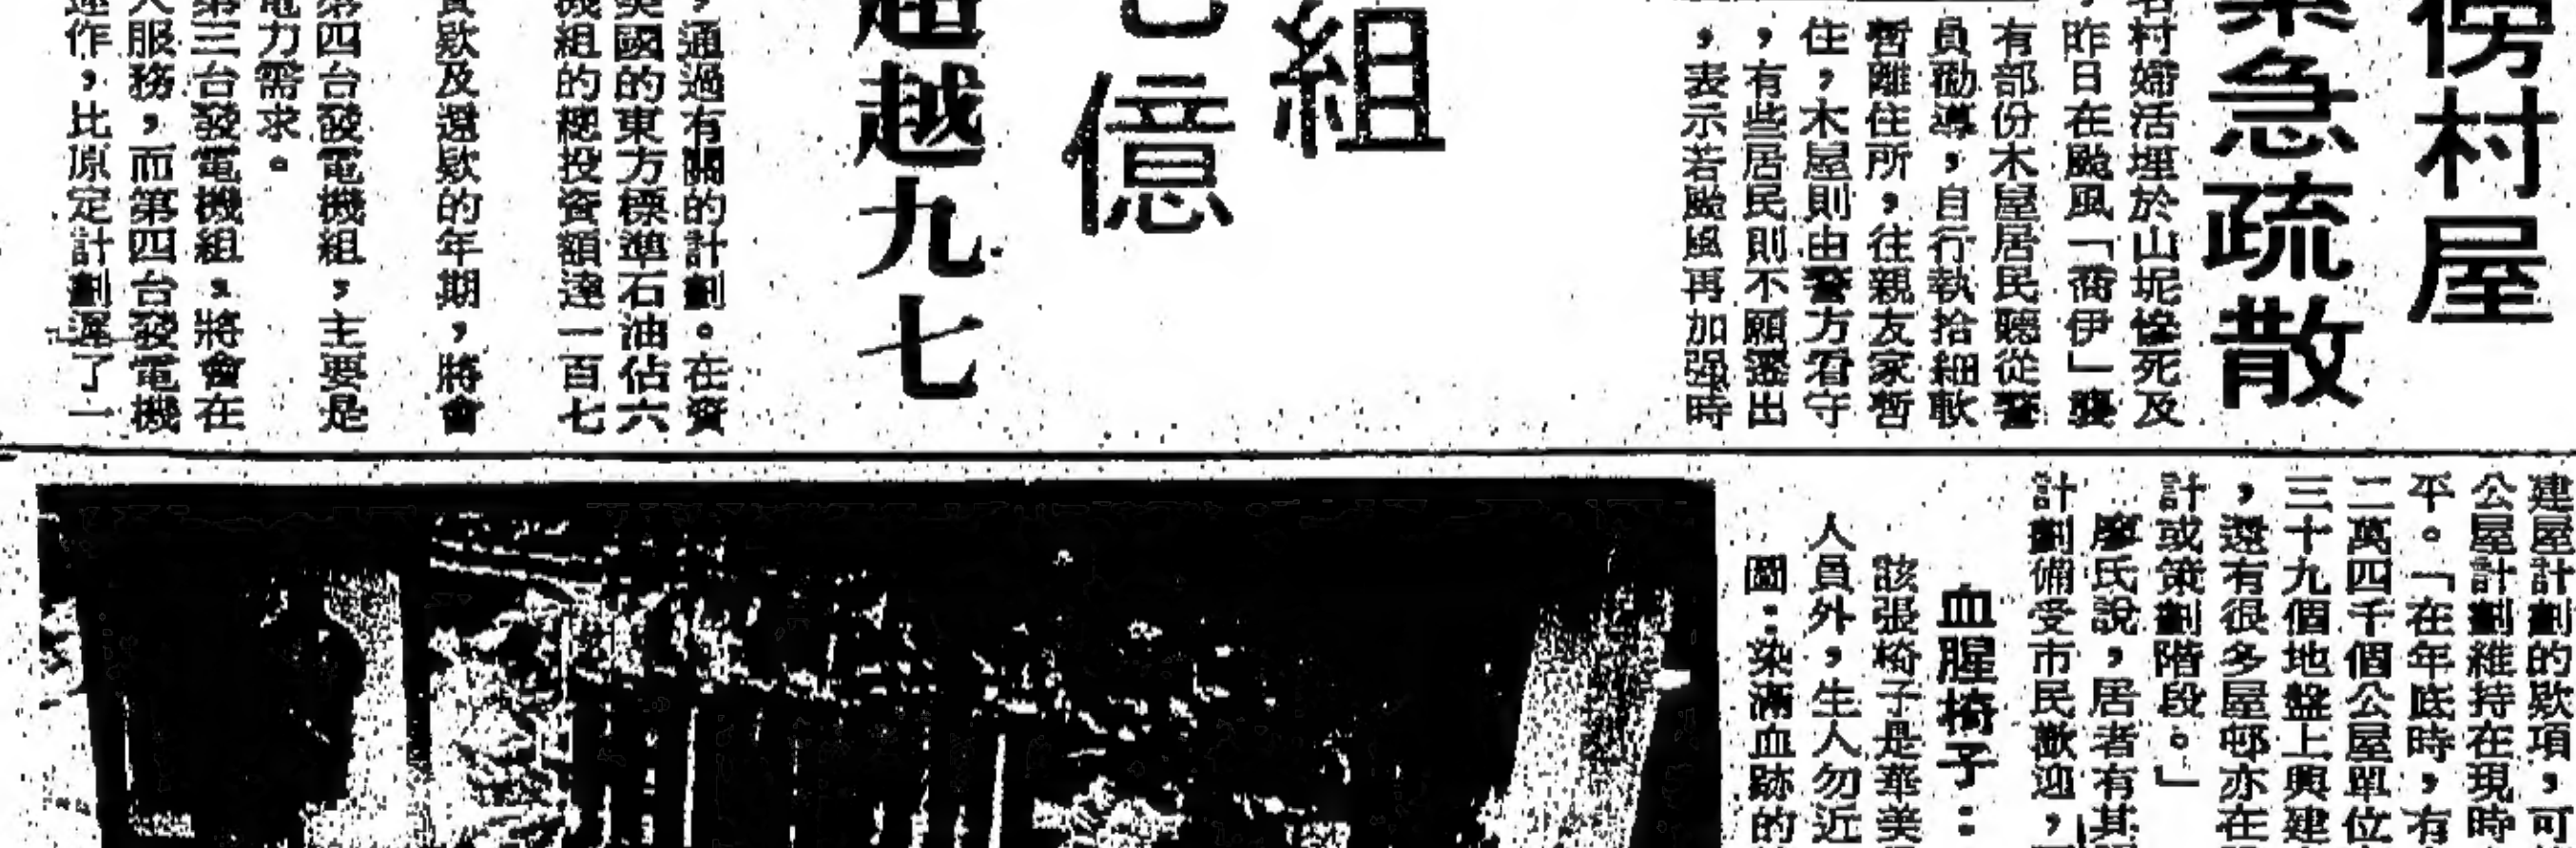 傍村屋
緊急疏散
名村婦活埋於山坭慘死及
，昨日在颱風「喬伊」襲
有部份木屋居民聽從警
員勸導，自行執拾細軟
暫離住所，往親友家暫
住，木屋則由警方看守
，有些居民則不願遷出
，表示若颱風再加强時
組
七億
超越九七
，通過有關的計劃。在資
美國的東方標準石油佔六
機組的總投資額達一百七
貸欵及還欵的年期，將會
第四台發電機組，主要是
電力需求。
第三台發電機組，將會在
入服務，而第四台發電機
運作，比原定計劃遲了一
建屋計劃的欵項，可
公屋計劃維持在現時
平。「在年底時，有
二萬四千個公屋單位
三十九個地盤上興建
，還有很多屋邨亦在
計或策劃階段。」
廖氏說，居者有其
計劃備受市民歡迎，
血腥椅子：
該張椅子是華美
人員外，生人勿近
圖：染滿血跡的